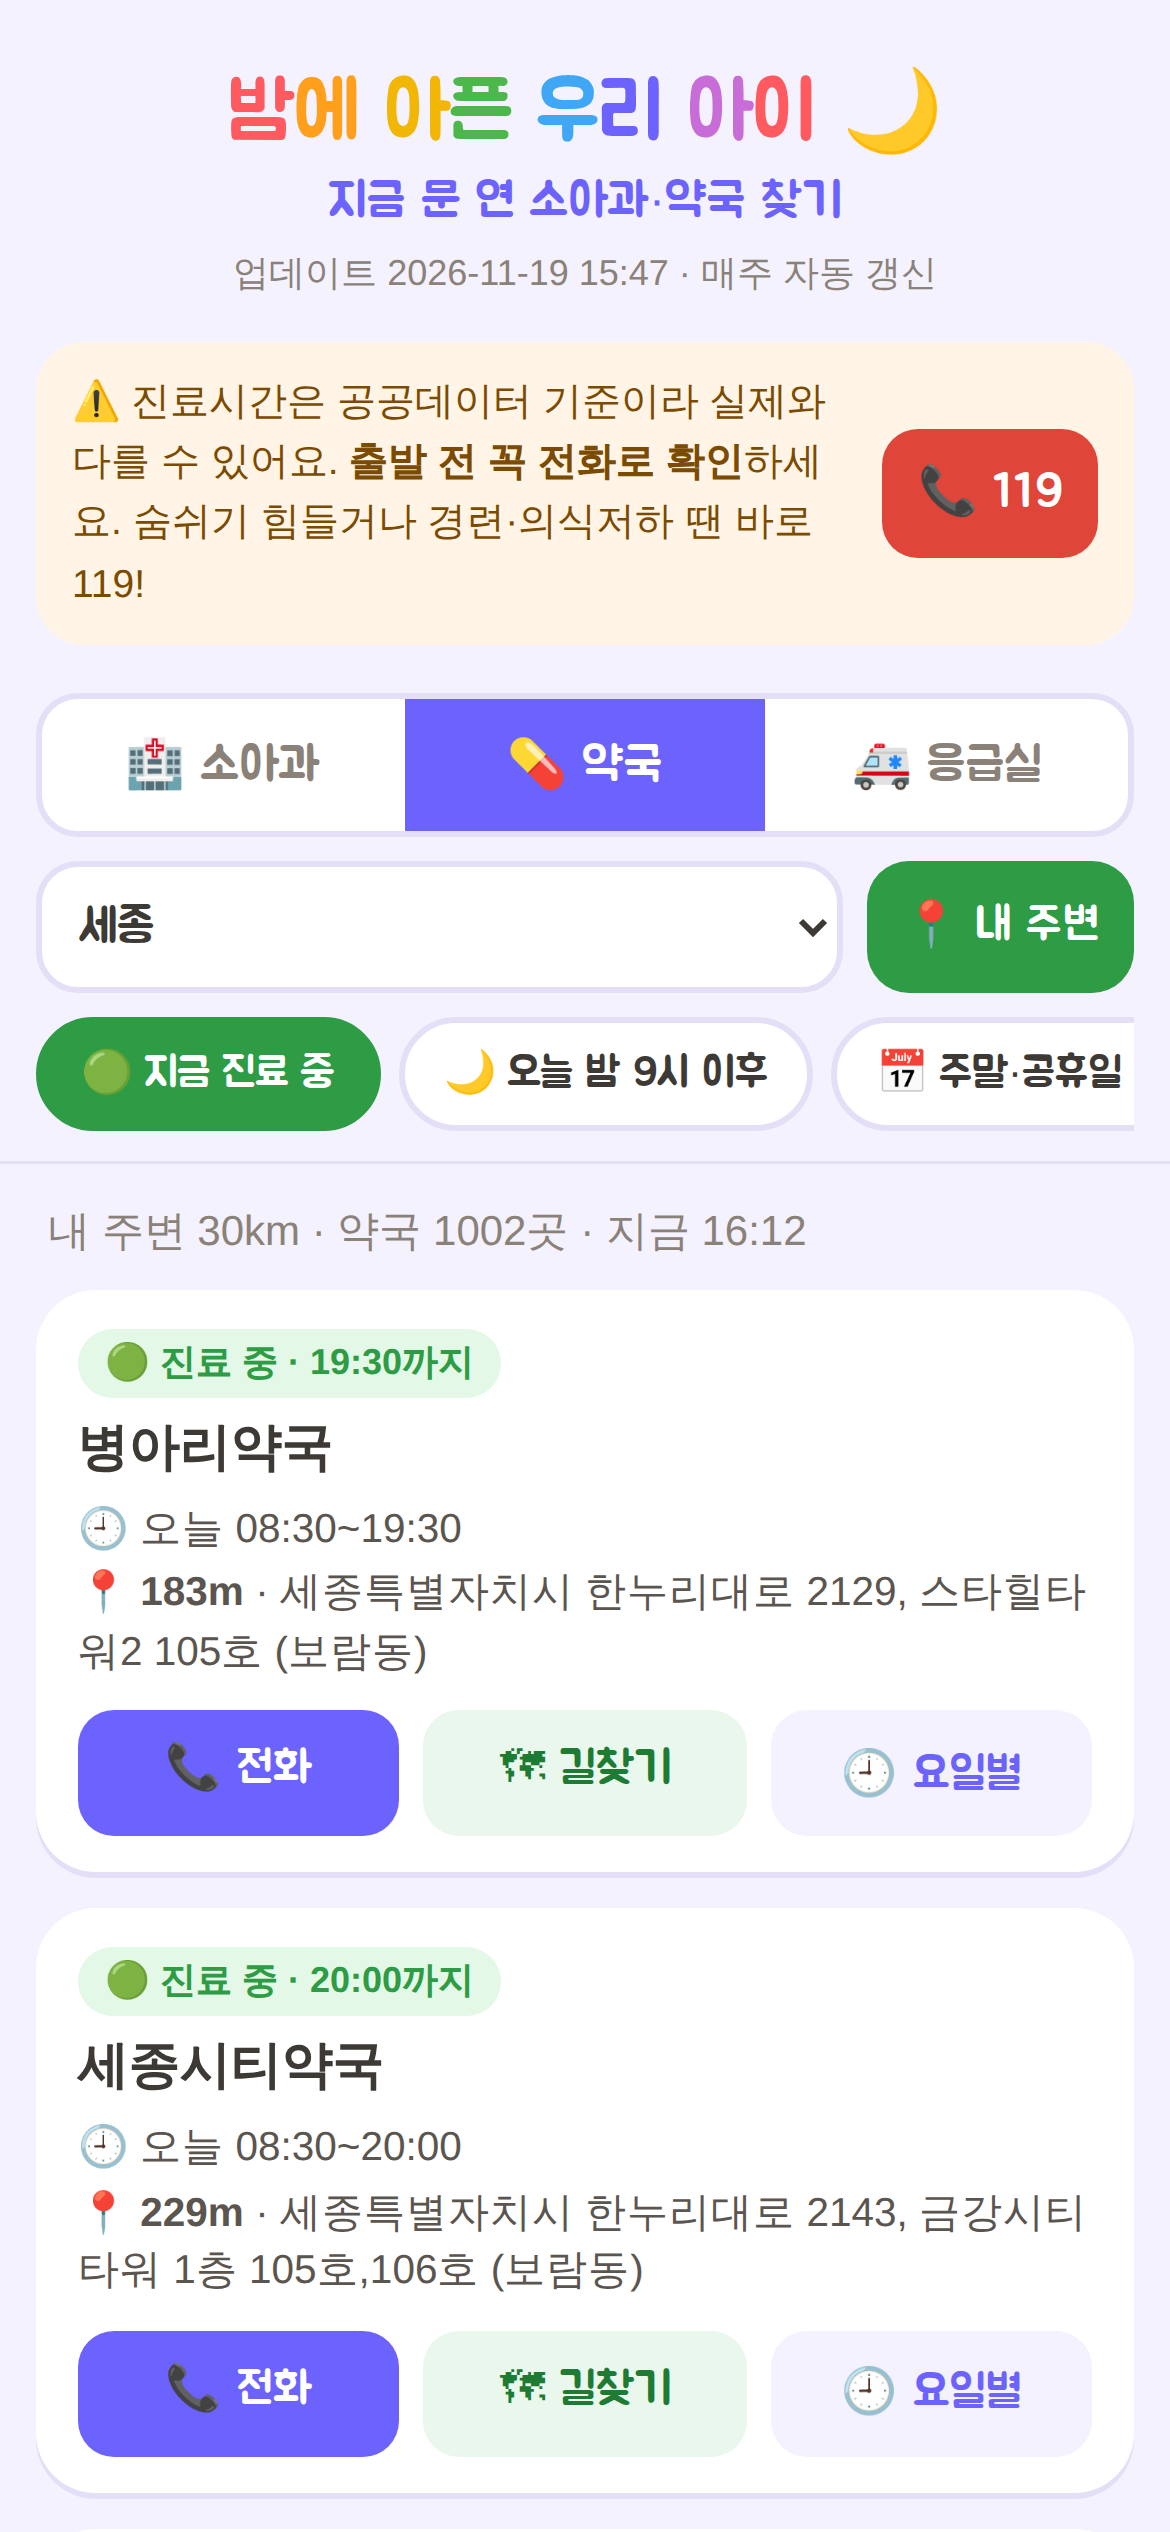 밤에 아픈 우리 아이 🌙
지금 문 연 소아과·약국 찾기
업데이트 2026-11-19 15:47 · 매주 자동 갱신
⚠️ 진료시간은 공공데이터 기준이라 실제와
다를 수 있어요. 출발 전 꼭 전화로 확인하세
요. 숨쉬기 힘들거나 경련·의식저하 땐 바로
119!
📞 119
🏥 소아과
💊 약국
🚑 응급실
세종
📍 내 주변
🟢 지금 진료 중
🌙 오늘 밤 9시 이후
📅 주말·공휴일
내 주변 30km · 약국 1002곳 · 지금 16:12
🟢 진료 중 · 19:30까지
병아리약국
🕘 오늘 08:30~19:30
📍 183m · 세종특별자치시 한누리대로 2129, 스타힐타
워2 105호 (보람동)
📞 전화
🗺 길찾기
🕘 요일별
🟢 진료 중 · 20:00까지
세종시티약국
🕘 오늘 08:30~20:00
📍 229m · 세종특별자치시 한누리대로 2143, 금강시티
타워 1층 105호,106호 (보람동)
📞 전화
🗺 길찾기
🕘 요일별